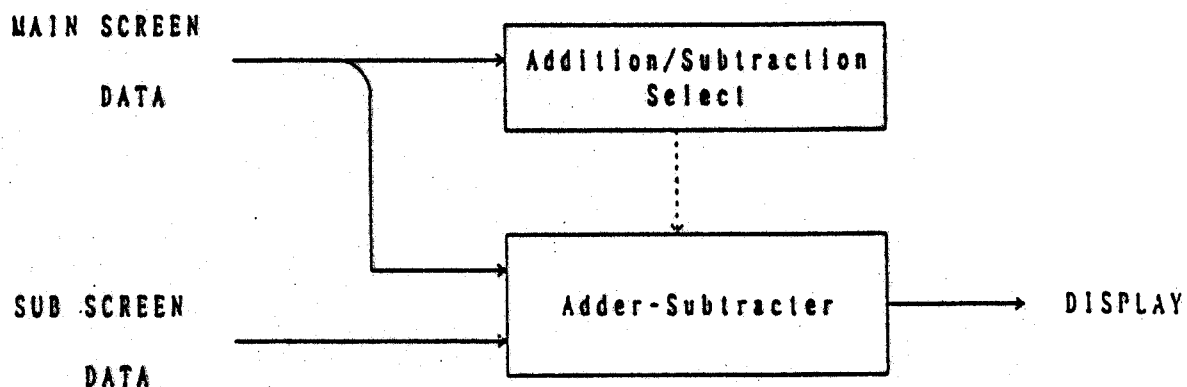 MAIN SCREEN
DATA
Addition/Subtraction
Select
SUB SCREEN
DATA
Adder-Subtracter
DISPLAY